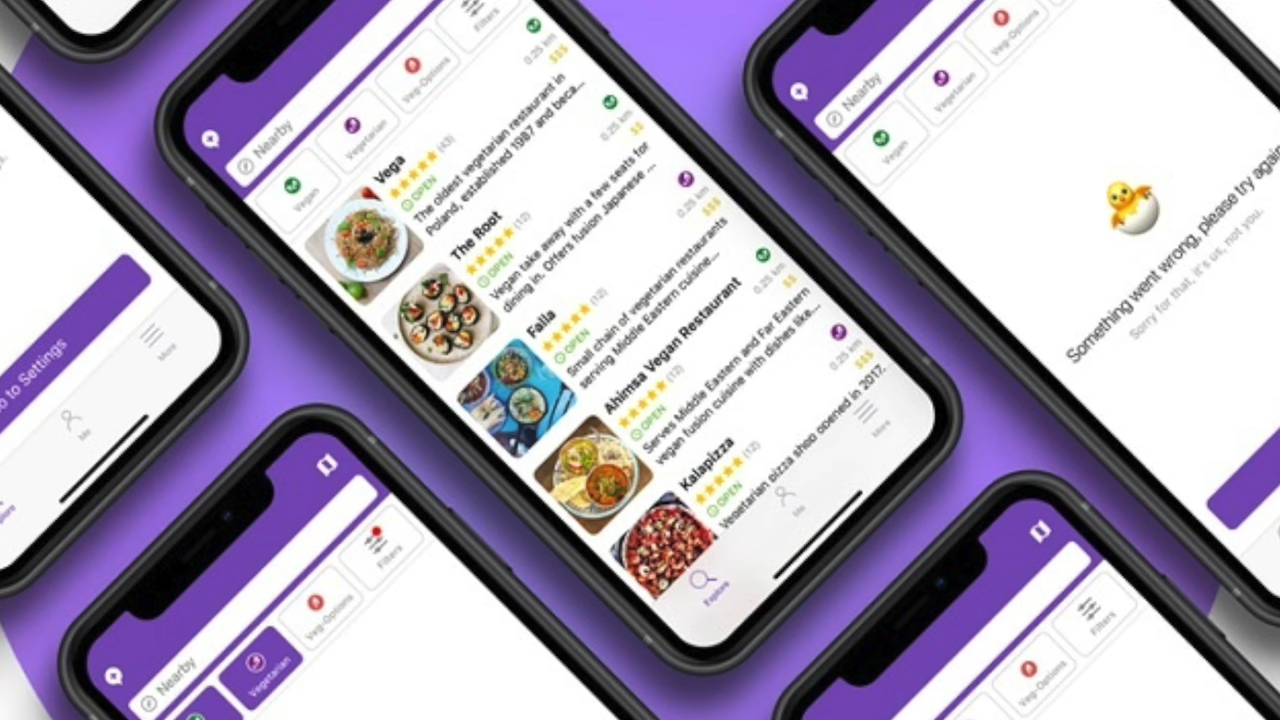 Go to Settings
Me
More
Nearby
Vegan
Vegetarian
Veg-Options
Filters
Vega
(43)
OPEN
0.25 km
$$$
The oldest vegetarian restaurant in
Poland, established 1987 and beca...
The Root
(12)
OPEN
0.25 km
$$
Vegan take away with a few seats for
dining in. Offers fusion Japanese ...
Falla
(12)
OPEN
0.25 km
$$$
Small chain of vegetarian restaurants
serving Middle Eastern cuisine...
Ahimsa Vegan Restaurant
(12)
OPEN
0.25 km
$$
Serves Middle Eastern and Far Eastern
vegan fusion cuisine with dishes like...
Kalapizza
(12)
OPEN
0.25 km
$$$
Vegetarian pizza shop opened in 2017.
Explore
Me
More
Nearby
Vegan
Vegetarian
Veg-Options
Something went wrong, please try again
Sorry for that, it's us, not you.
Nearby
Vegetarian
Veg-Options
Filters
Veg-Options
Filters